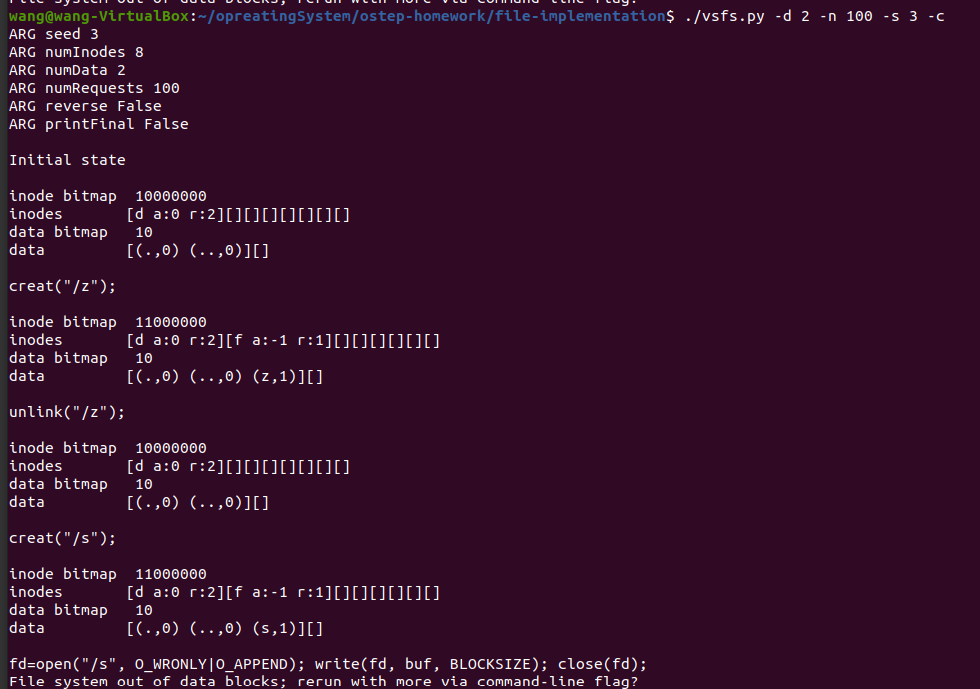 File system out of data blocks; rerun with more via command-line flag?
wang@wang-VirtualBox:~/opreatingSystem/ostep-homework/file-implementation$ ./vsfs.py -d 2 -n 100 -s 3 -c
ARG seed 3
ARG numInodes 8
ARG numData 2
ARG numRequests 100
ARG reverse False
ARG printFinal False

Initial state

inode bitmap  10000000
inodes       [d a:0 r:2][][][][][][][]
data bitmap   10
data         [(.,0) (..,0)][]

creat("/z");

inode bitmap  11000000
inodes       [d a:0 r:2][f a:-1 r:1][][][][][][]
data bitmap   10
data         [(.,0) (..,0) (z,1)][]

unlink("/z");

inode bitmap  10000000
inodes       [d a:0 r:2][][][][][][][]
data bitmap   10
data         [(.,0) (..,0)][]

creat("/s");

inode bitmap  11000000
inodes       [d a:0 r:2][f a:-1 r:1][][][][][][]
data bitmap   10
data         [(.,0) (..,0) (s,1)][]

fd=open("/s", O_WRONLY|O_APPEND); write(fd, buf, BLOCKSIZE); close(fd);
File system out of data blocks; rerun with more via command-line flag?